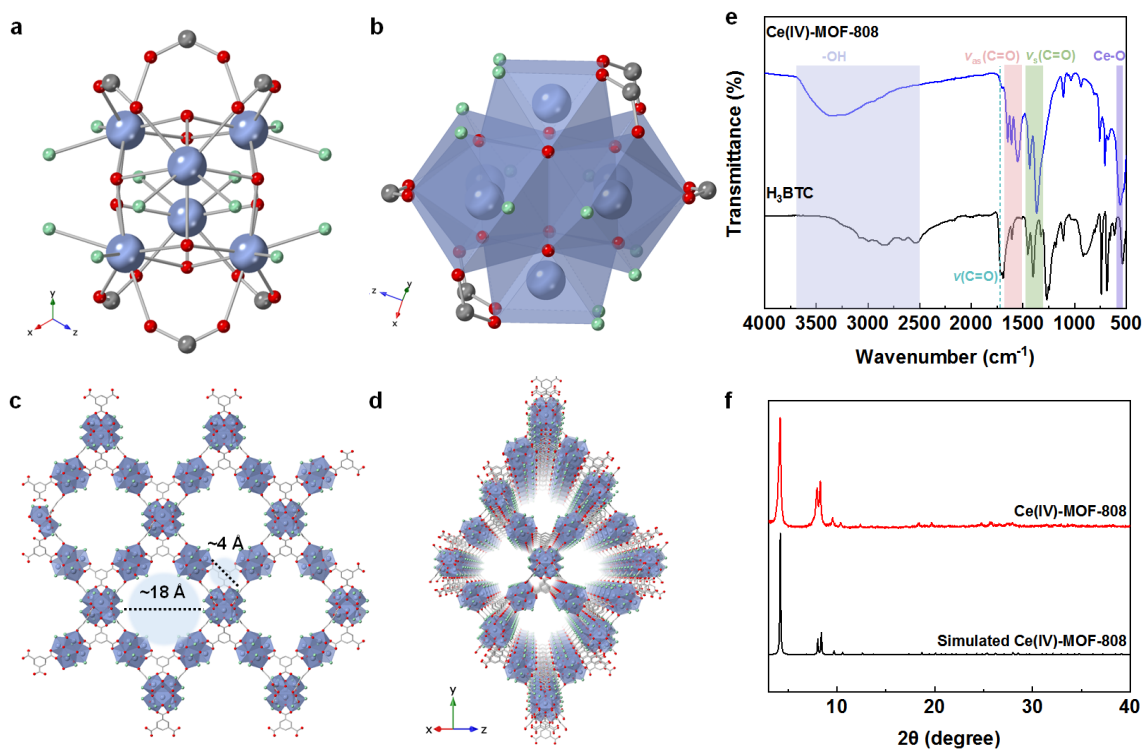 a
y
x
z
b
z
y
x
c
~4 Å
~18 Å
d
y
x
z
e
Ce(IV)-MOF-808
-OH
νas(C=O)
νs(C=O)
Ce-O
H3BTC
ν(C=O)
Transmittance (%)
4000 3500 3000 2500 2000 1500 1000 500
Wavenumber (cm-1)
f
Ce(IV)-MOF-808
Simulated Ce(IV)-MOF-808
Intensity (a.u.)
10 20 30 40
2θ (degree)